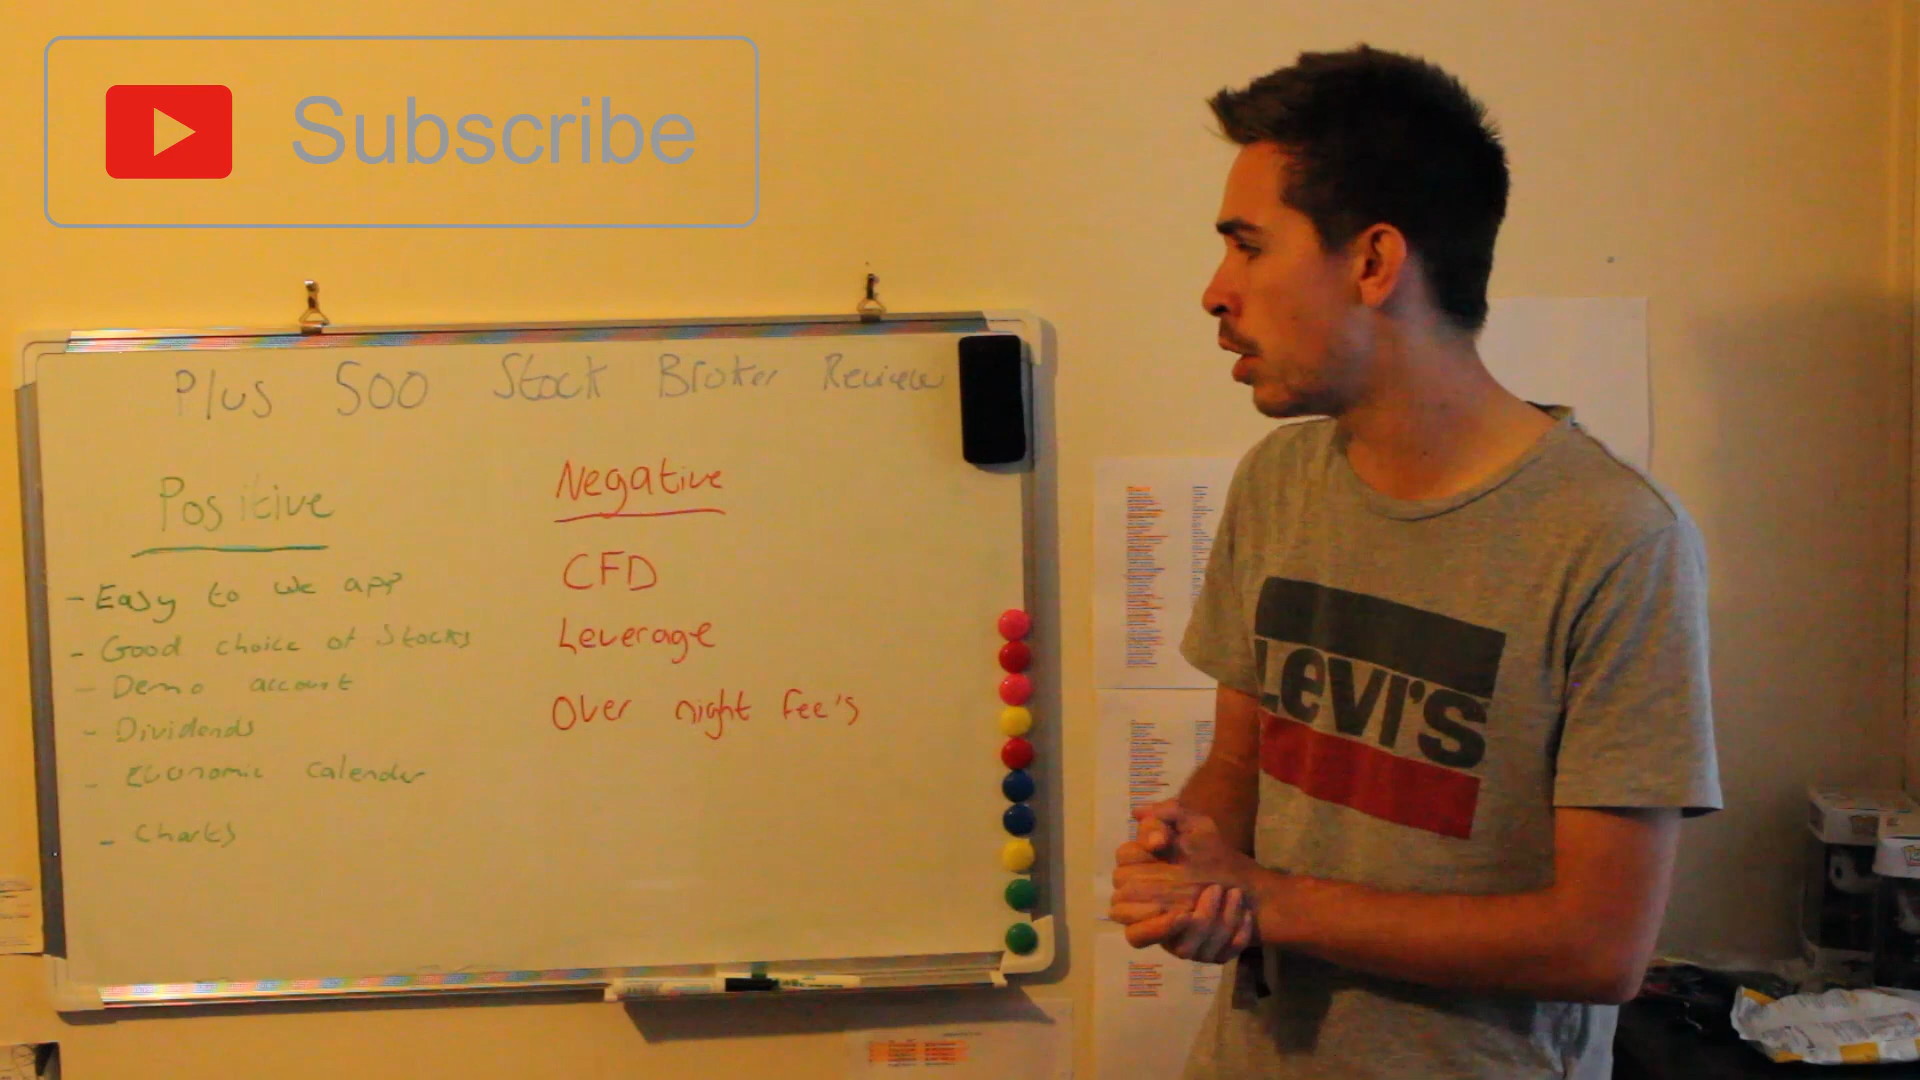 Subscribe
Plus 500 Stock Broker Review
Positive
- Easy to use app
- Good choice of Stocks
- Demo account
- Dividends
- Economic calender
- Charts
Negative
CFD
Leverage
Over night fee's
LEVI'S